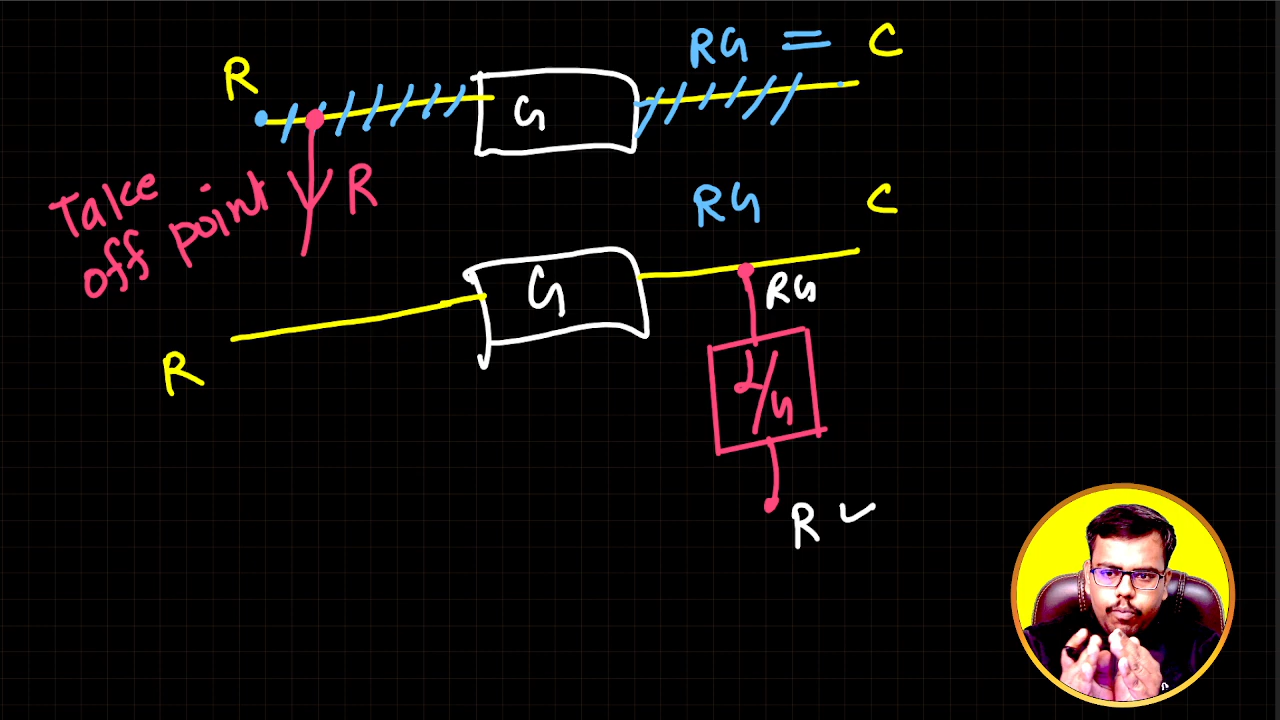 RG = C
R
G
Take
off point
R
RG C
G
RG
R
1/G
R ✓